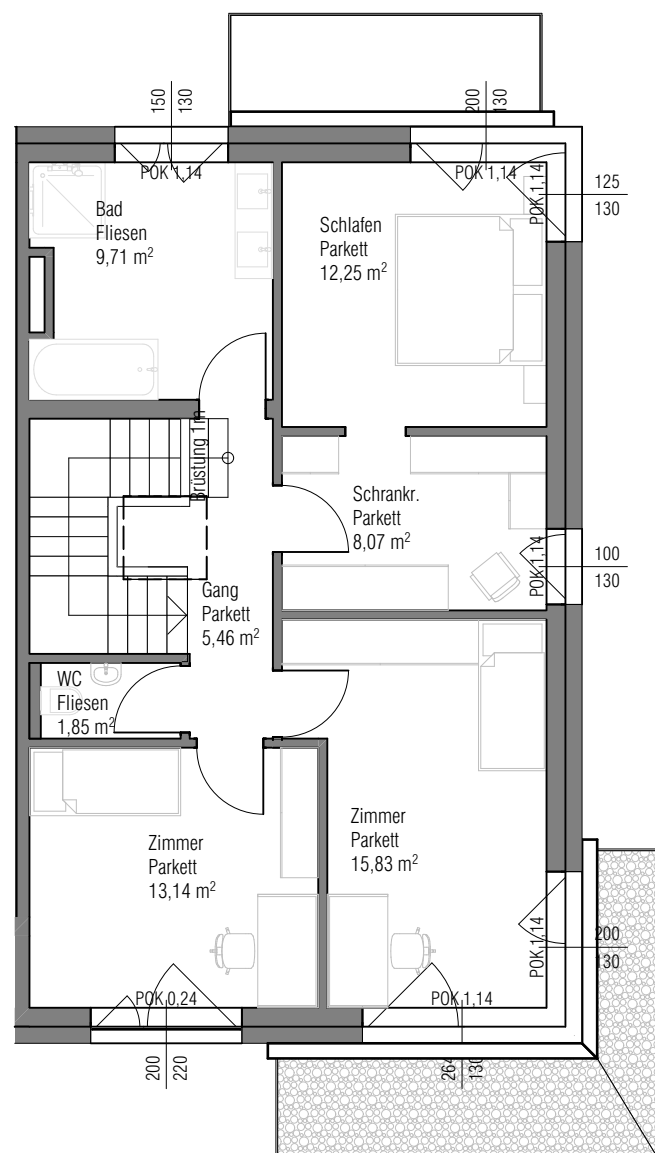 150
130
200
130
POK 1,14
POK 1,14
POK 1,14
125
130
Bad
Fliesen
9,71 m²
Schlafen
Parkett
12,25 m²
Brüstung 1m
Schrankr.
Parkett
8,07 m²
POK 1,14
100
130
Gang
Parkett
5,46 m²
WC
Fliesen
1,85 m²
Zimmer
Parkett
13,14 m²
Zimmer
Parkett
15,83 m²
POK 1,14
200
130
POK 0,24
POK 1,14
200
220
264
130